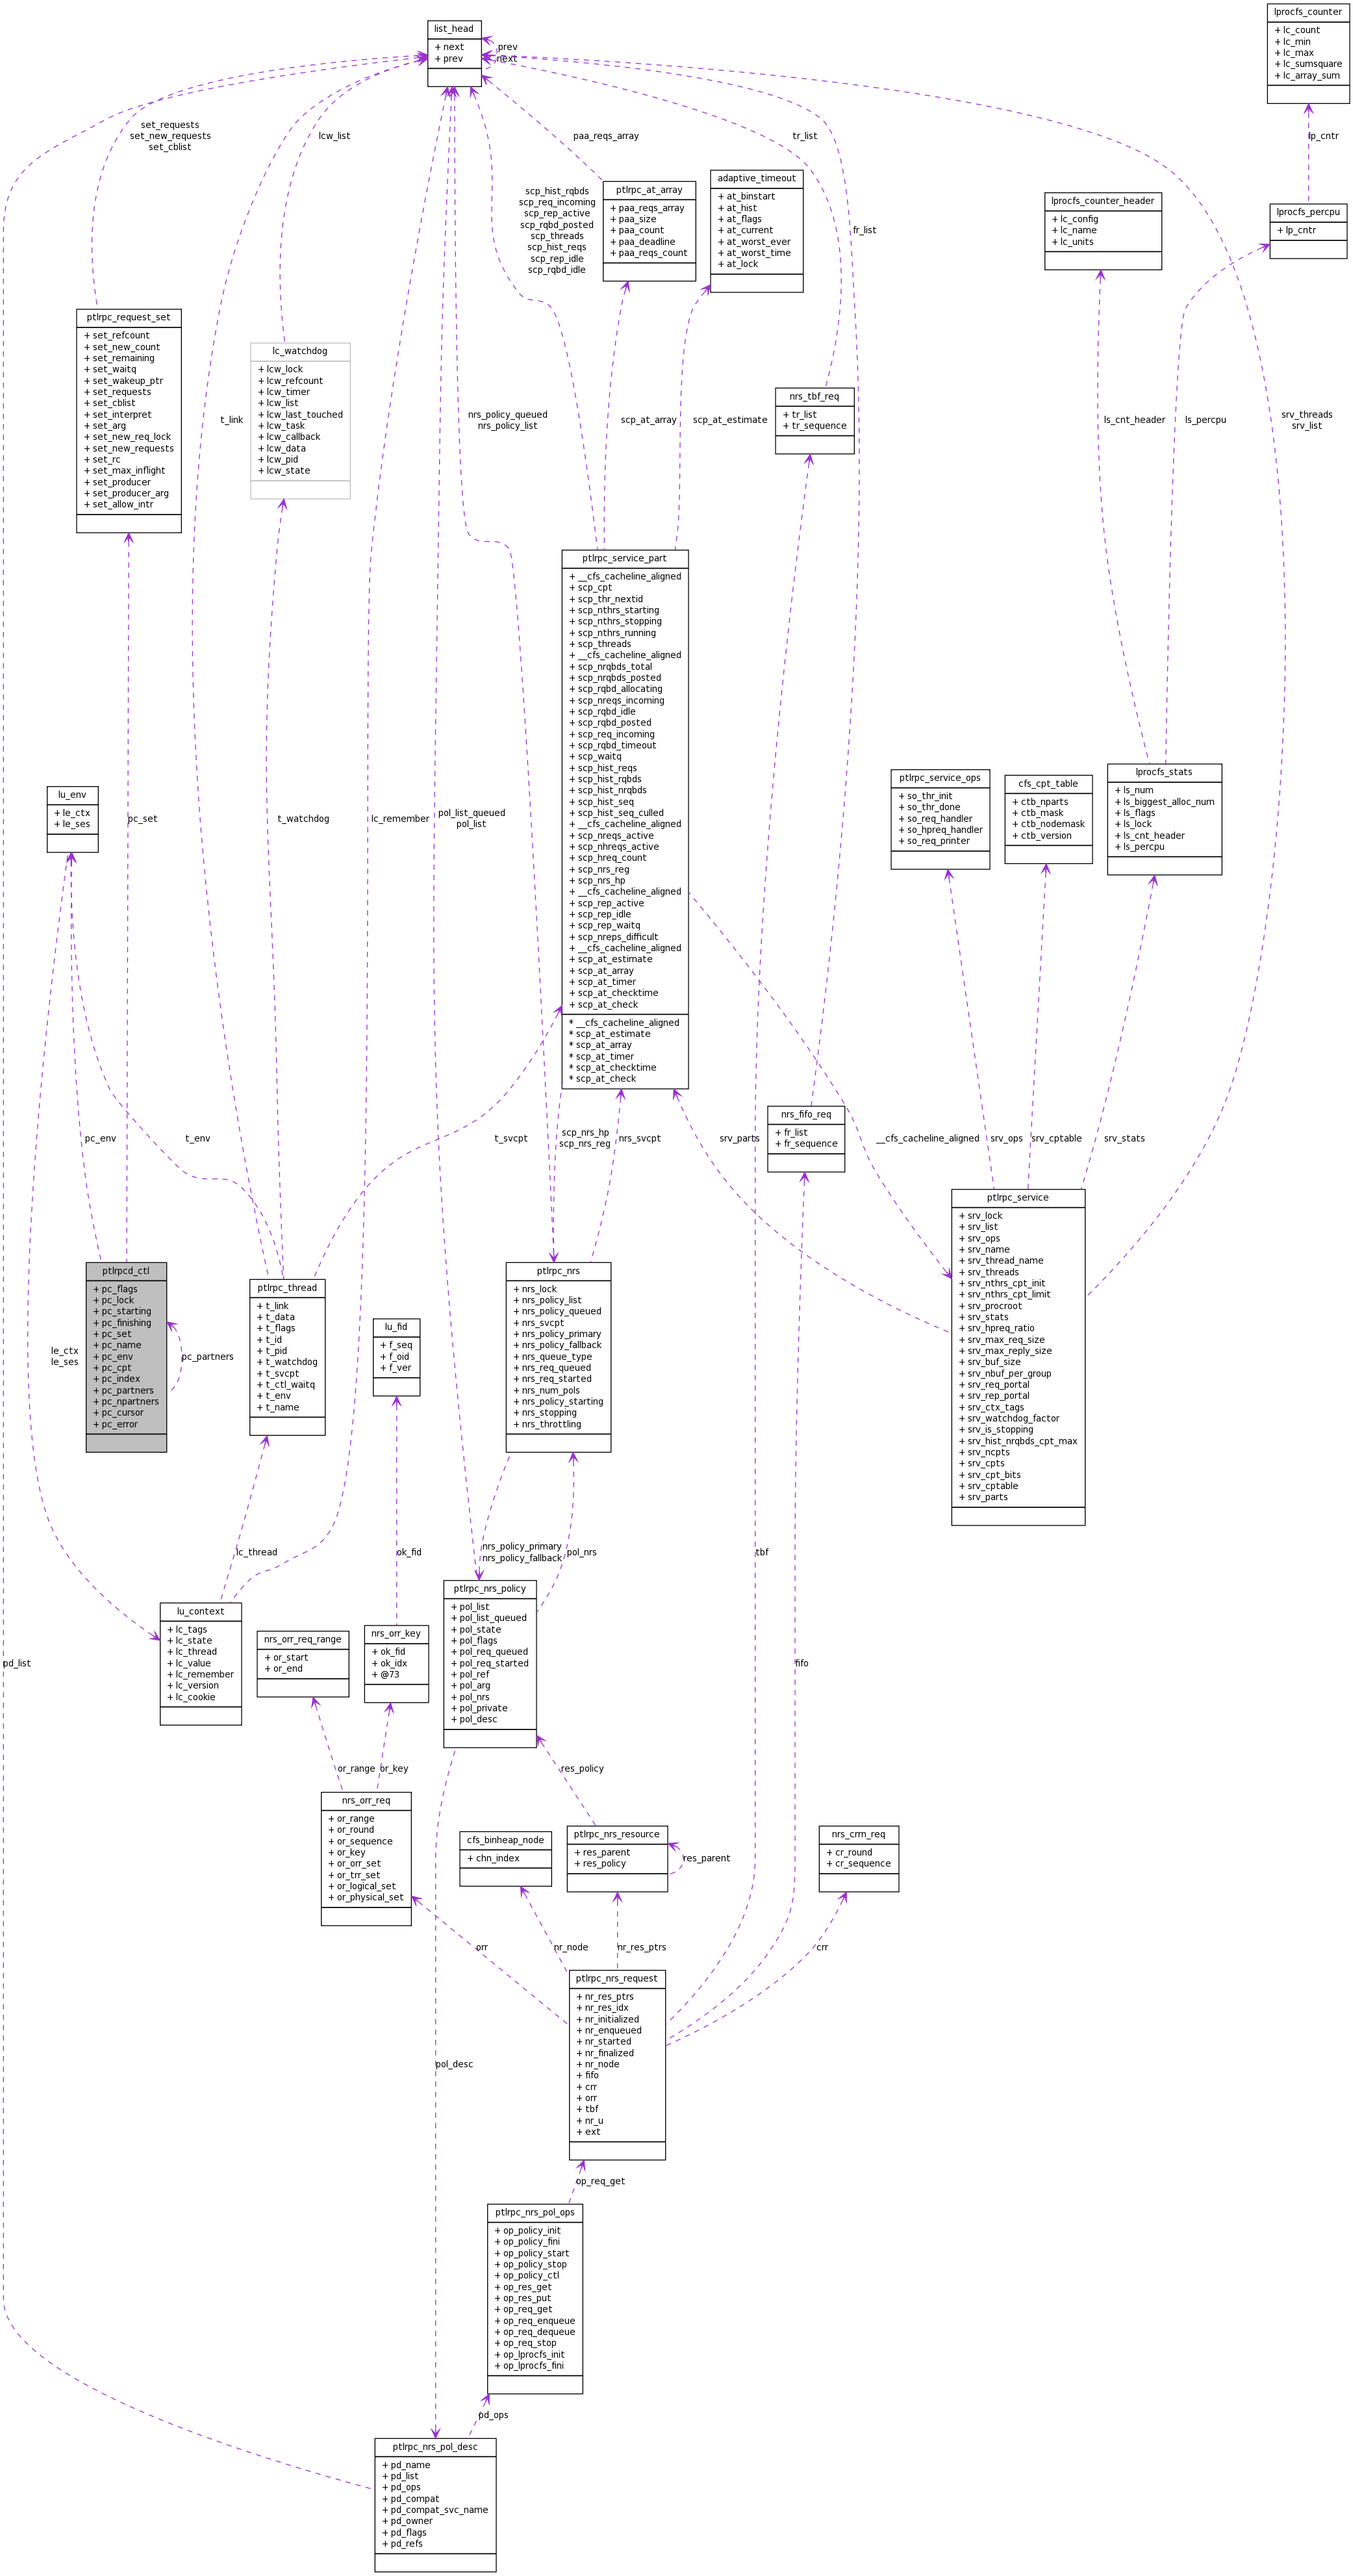 list_head
+ next
+ prev
prev
next
lprocfs_counter
+ lc_count
+ lc_min
+ lc_max
+ lc_sumsquare
+ lc_array_sum
set_requests
set_new_requests
set_cblist
lcw_list
paa_reqs_array
tr_list
lp_cntr
scp_hist_rqbds
scp_req_incoming
scp_rep_active
scp_rqbd_posted
scp_threads
scp_hist_reqs
scp_rep_idle
scp_rqbd_idle
ptlrpc_at_array
+ paa_reqs_array
+ paa_size
+ paa_count
+ paa_deadline
+ paa_reqs_count
adaptive_timeout
+ at_binstart
+ at_hist
+ at_flags
+ at_current
+ at_worst_ever
+ at_worst_time
+ at_lock
fr_list
lprocfs_counter_header
+ lc_config
+ lc_name
+ lc_units
lprocfs_percpu
+ lp_cntr
ptlrpc_request_set
+ set_refcount
+ set_new_count
+ set_remaining
+ set_waitq
+ set_wakeup_ptr
+ set_requests
+ set_cblist
+ set_interpret
+ set_arg
+ set_new_req_lock
+ set_new_requests
+ set_rc
+ set_max_inflight
+ set_producer
+ set_producer_arg
+ set_allow_intr
t_link
lc_watchdog
+ lcw_lock
+ lcw_refcount
+ lcw_timer
+ lcw_list
+ lcw_last_touched
+ lcw_task
+ lcw_callback
+ lcw_data
+ lcw_pid
+ lcw_state
nrs_policy_queued
nrs_policy_list
scp_at_array
scp_at_estimate
nrs_tbf_req
+ tr_list
+ tr_sequence
ls_cnt_header
ls_percpu
srv_threads
srv_list
ptlrpc_service_part
+ __cfs_cacheline_aligned
+ scp_cpt
+ scp_thr_nextid
+ scp_nthrs_starting
+ scp_nthrs_stopping
+ scp_nthrs_running
+ scp_threads
+ __cfs_cacheline_aligned
+ scp_nrqbds_total
+ scp_nrqbds_posted
+ scp_rqbd_allocating
+ scp_nreqs_incoming
+ scp_rqbd_idle
+ scp_rqbd_posted
+ scp_req_incoming
+ scp_rqbd_timeout
+ scp_waitq
+ scp_hist_reqs
+ scp_hist_rqbds
+ scp_hist_nrqbds
+ scp_hist_seq
+ scp_hist_seq_culled
+ __cfs_cacheline_aligned
+ scp_nreqs_active
+ scp_nhreqs_active
+ scp_hreq_count
+ scp_nrs_reg
+ scp_nrs_hp
+ __cfs_cacheline_aligned
+ scp_rep_active
+ scp_rep_idle
+ scp_rep_waitq
+ scp_nreps_difficult
+ __cfs_cacheline_aligned
+ scp_at_estimate
+ scp_at_array
+ scp_at_timer
+ scp_at_checktime
+ scp_at_check
* __cfs_cacheline_aligned
* scp_at_estimate
* scp_at_array
* scp_at_timer
* scp_at_checktime
* scp_at_check
lu_env
+ le_ctx
+ le_ses
pc_set
t_watchdog
lc_remember
pol_list_queued
pol_list
ptlrpc_service_ops
+ so_thr_init
+ so_thr_done
+ so_req_handler
+ so_hpreq_handler
+ so_req_printer
cfs_cpt_table
+ ctb_nparts
+ ctb_mask
+ ctb_nodemask
+ ctb_version
lprocfs_stats
+ ls_num
+ ls_biggest_alloc_num
+ ls_flags
+ ls_lock
+ ls_cnt_header
+ ls_percpu
pc_env
t_env
t_svcpt
scp_nrs_hp
scp_nrs_reg
nrs_svcpt
srv_parts
nrs_fifo_req
+ fr_list
+ fr_sequence
__cfs_cacheline_aligned
srv_ops
srv_cptable
srv_stats
ptlrpc_service
+ srv_lock
+ srv_list
+ srv_ops
+ srv_name
+ srv_thread_name
+ srv_threads
+ srv_nthrs_cpt_init
+ srv_nthrs_cpt_limit
+ srv_procroot
+ srv_stats
+ srv_hpreq_ratio
+ srv_max_req_size
+ srv_max_reply_size
+ srv_buf_size
+ srv_nbuf_per_group
+ srv_req_portal
+ srv_rep_portal
+ srv_ctx_tags
+ srv_watchdog_factor
+ srv_is_stopping
+ srv_hist_nrqbds_cpt_max
+ srv_ncpts
+ srv_cpts
+ srv_cpt_bits
+ srv_cptable
+ srv_parts
le_ctx
le_ses
ptlrpcd_ctl
+ pc_flags
+ pc_lock
+ pc_starting
+ pc_finishing
+ pc_set
+ pc_name
+ pc_env
+ pc_cpt
+ pc_index
+ pc_partners
+ pc_npartners
+ pc_cursor
+ pc_error
pc_partners
ptlrpc_thread
+ t_link
+ t_data
+ t_flags
+ t_id
+ t_pid
+ t_watchdog
+ t_svcpt
+ t_ctl_waitq
+ t_env
+ t_name
lu_fid
+ f_seq
+ f_oid
+ f_ver
ptlrpc_nrs
+ nrs_lock
+ nrs_policy_list
+ nrs_policy_queued
+ nrs_svcpt
+ nrs_policy_primary
+ nrs_policy_fallback
+ nrs_queue_type
+ nrs_req_queued
+ nrs_req_started
+ nrs_num_pols
+ nrs_policy_starting
+ nrs_stopping
+ nrs_throttling
lc_thread
ok_fid
nrs_policy_primary
nrs_policy_fallback
pol_nrs
tbf
lu_context
+ lc_tags
+ lc_state
+ lc_thread
+ lc_value
+ lc_remember
+ lc_version
+ lc_cookie
nrs_orr_req_range
+ or_start
+ or_end
nrs_orr_key
+ ok_fid
+ ok_idx
+ @73
ptlrpc_nrs_policy
+ pol_list
+ pol_list_queued
+ pol_state
+ pol_flags
+ pol_req_queued
+ pol_req_started
+ pol_ref
+ pol_arg
+ pol_nrs
+ pol_private
+ pol_desc
pd_list
fifo
or_range
or_key
res_policy
nrs_orr_req
+ or_range
+ or_round
+ or_sequence
+ or_key
+ or_orr_set
+ or_trr_set
+ or_logical_set
+ or_physical_set
cfs_binheap_node
+ chn_index
ptlrpc_nrs_resource
+ res_parent
+ res_policy
res_parent
nrs_crrn_req
+ cr_round
+ cr_sequence
orr
nr_node
nr_res_ptrs
crr
ptlrpc_nrs_request
+ nr_res_ptrs
+ nr_res_idx
+ nr_initialized
+ nr_enqueued
+ nr_started
+ nr_finalized
+ nr_node
+ fifo
+ crr
+ orr
+ tbf
+ nr_u
+ ext
pol_desc
op_req_get
ptlrpc_nrs_pol_ops
+ op_policy_init
+ op_policy_fini
+ op_policy_start
+ op_policy_stop
+ op_policy_ctl
+ op_res_get
+ op_res_put
+ op_req_get
+ op_req_enqueue
+ op_req_dequeue
+ op_req_stop
+ op_lprocfs_init
+ op_lprocfs_fini
pd_ops
ptlrpc_nrs_pol_desc
+ pd_name
+ pd_list
+ pd_ops
+ pd_compat
+ pd_compat_svc_name
+ pd_owner
+ pd_flags
+ pd_refs